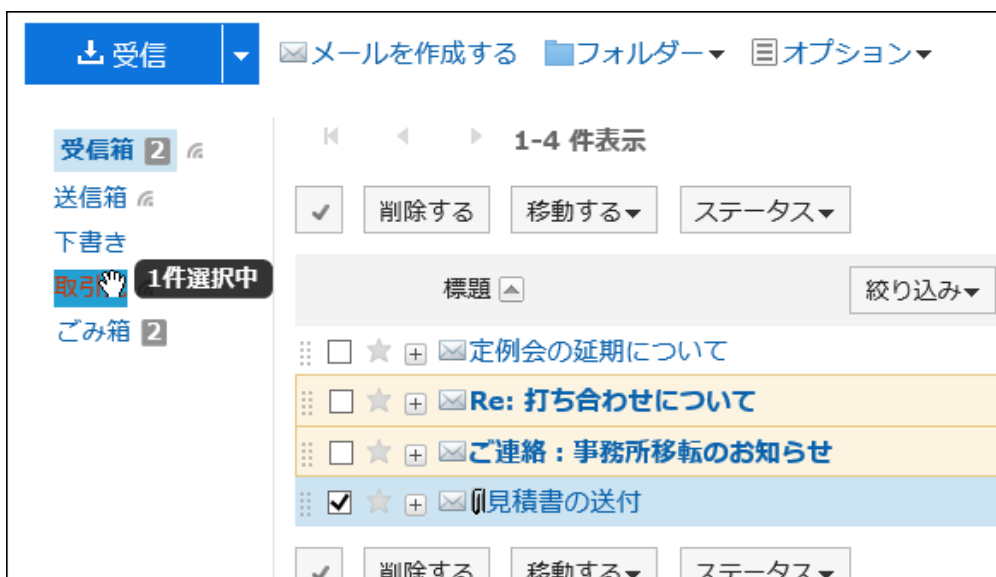 受信 メールを作成する フォルダー オプション
受信箱 2
送信箱
下書き
取引
1件選択中
ごみ箱 2
1-4 件表示
削除する 移動する ステータス
標題 絞り込み
定例会の延期について
Re: 打ち合わせについて
ご連絡：事務所移転のお知らせ
見積書の送付
削除する 移動する ステータス